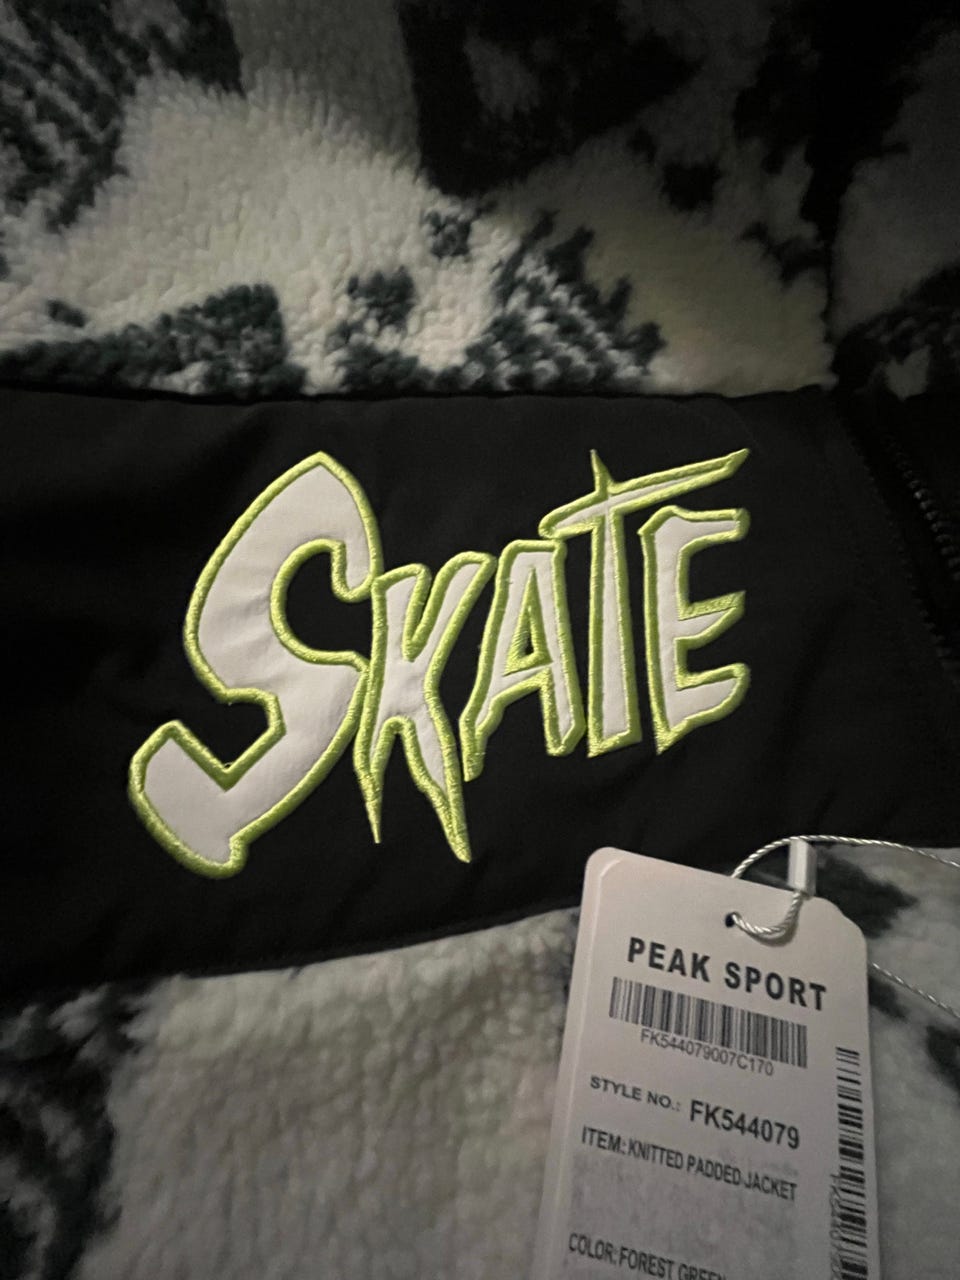 SKATE
PEAK SPORT
FK544079007C170
STYLE NO.: FK544079
ITEM: KNITTED PADDED JACKET
COLOR: FOREST GREEN